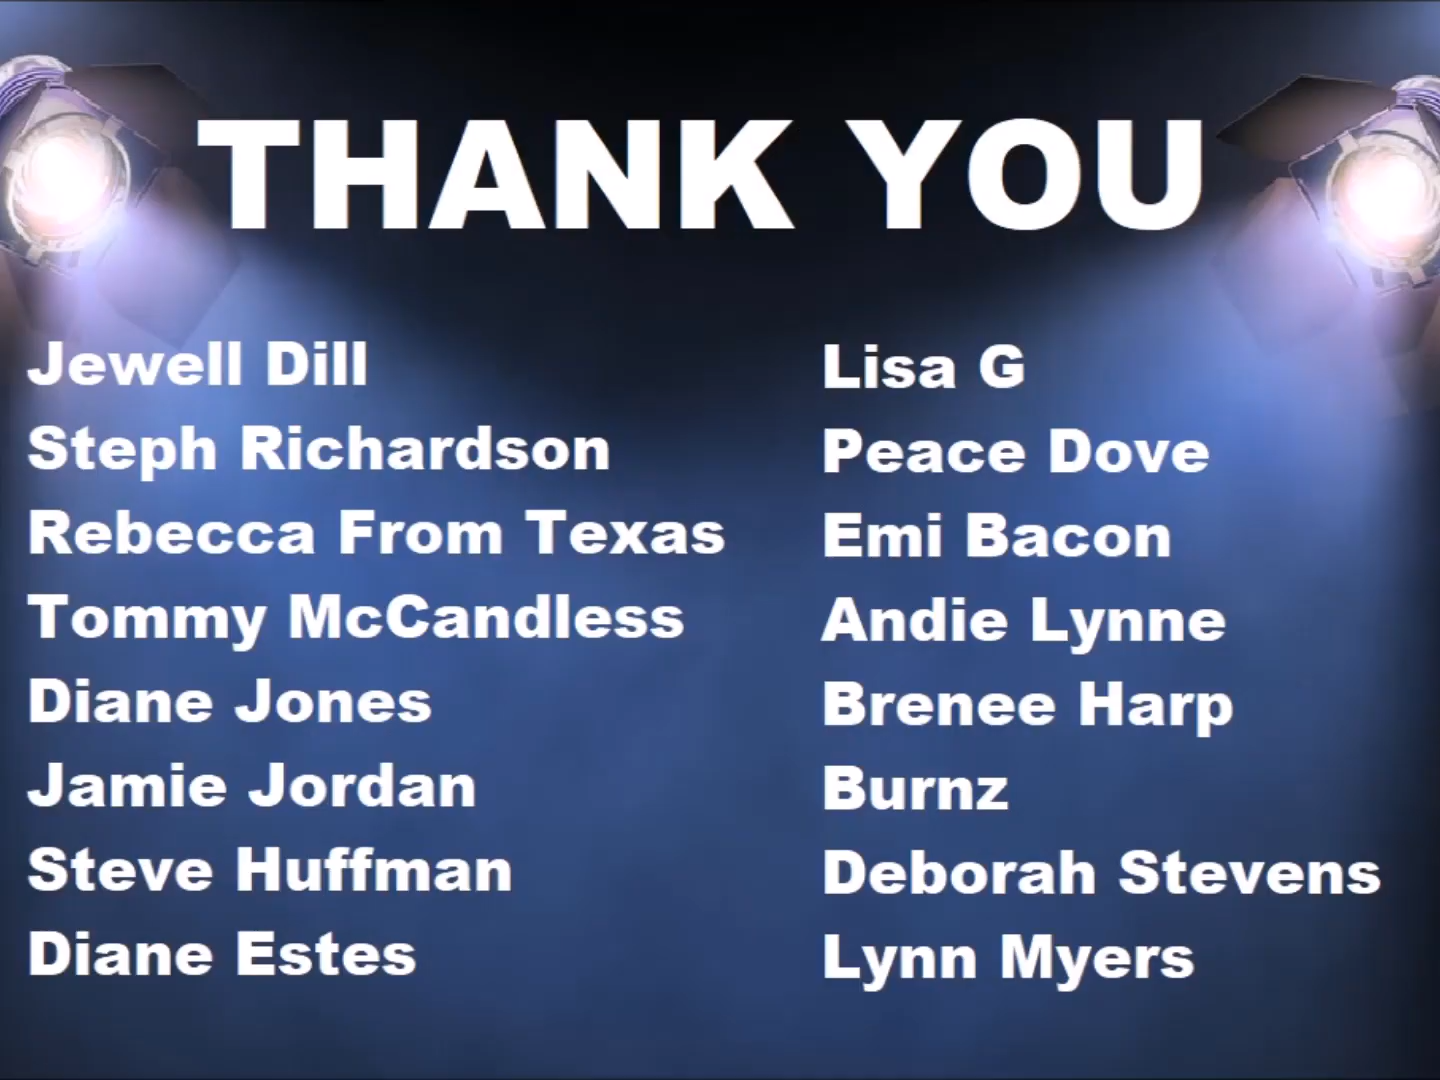 THANK YOU
Jewell Dill
Steph Richardson
Rebecca From Texas
Tommy McCandless
Diane Jones
Jamie Jordan
Steve Huffman
Diane Estes
Lisa G
Peace Dove
Emi Bacon
Andie Lynne
Brenee Harp
Burnz
Deborah Stevens
Lynn Myers